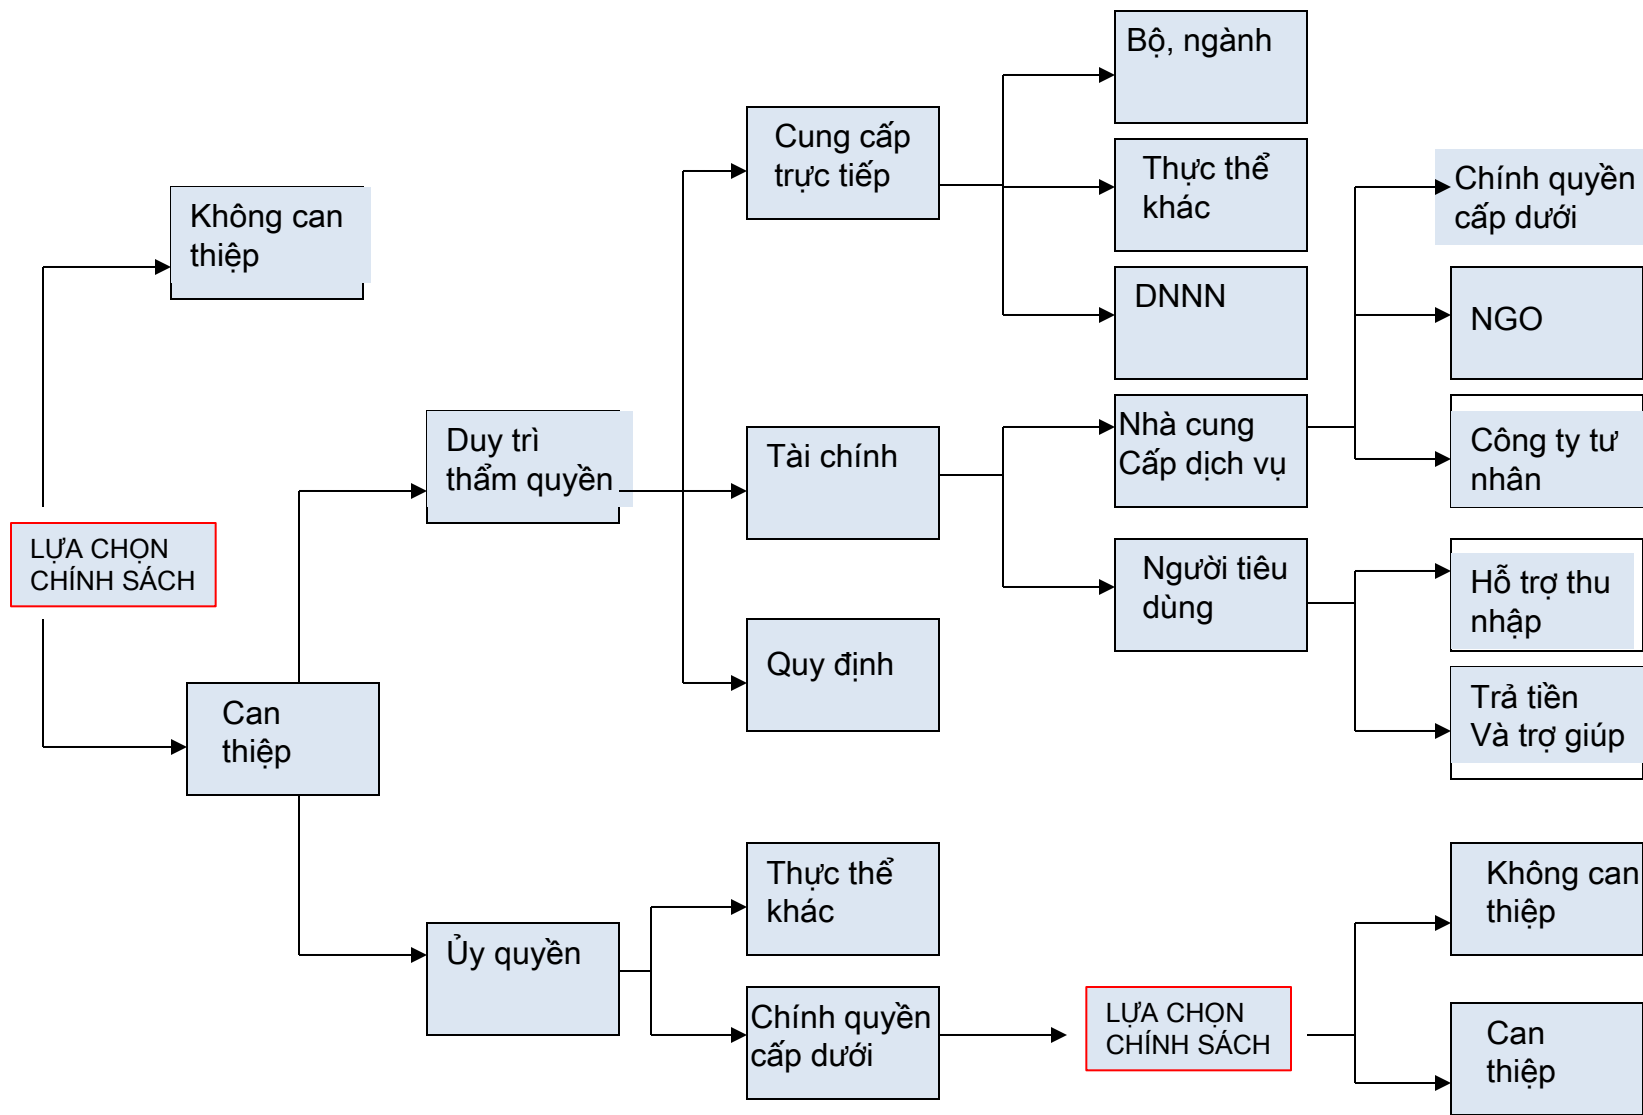 Bộ, ngành
Cung cấp
trực tiếp
Thực thể
khác
Chính quyền
cấp dưới
Không can
thiệp
DNNN
NGO
Duy trì
thẩm quyền
Tài chính
Nhà cung
Cấp dịch vụ
Công ty tư
nhân
LỰA CHỌN
CHÍNH SÁCH
Người tiêu
dùng
Hỗ trợ thu
nhập
Quy định
Can
thiệp
Trả tiền
Và trợ giúp
Thực thể
khác
Không can
thiệp
Ủy quyền
Chính quyền
cấp dưới
LỰA CHỌN
CHÍNH SÁCH
Can
thiệp